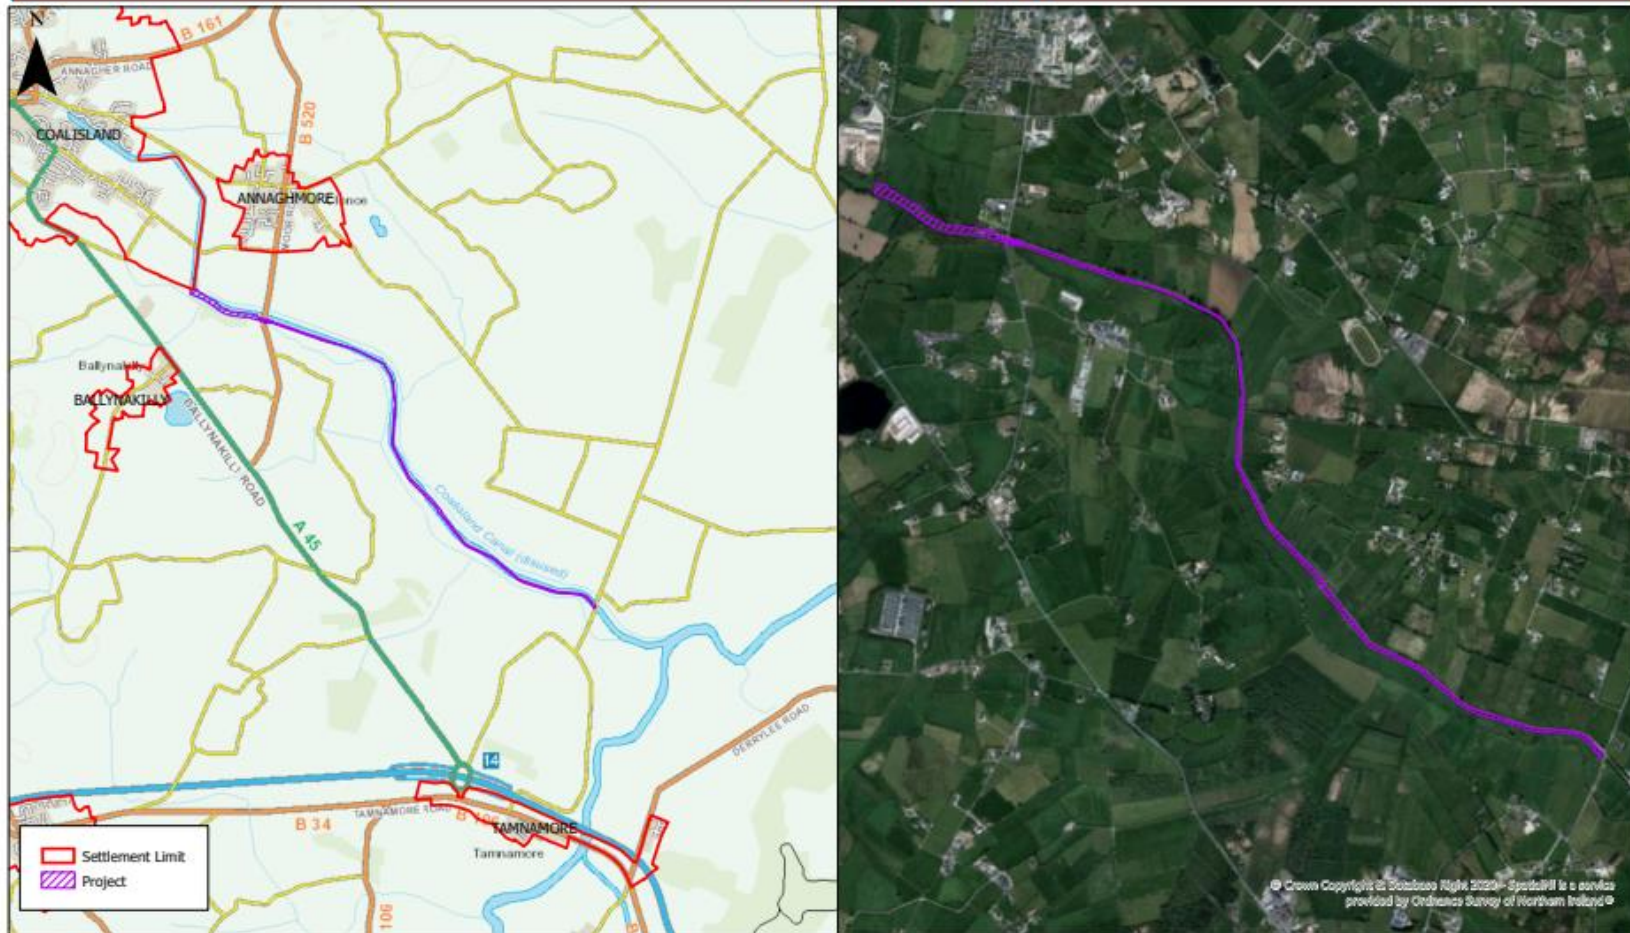 N
B 161
ANNAGHER ROAD
COALISLAND
B 520
ANNAGHMORE
MOOR
Ballynakilly
BALLYNAKILLY
BALLYNAKILLY ROAD
A 45
Coalisland Canal (disused)
14
DERRYLEE ROAD
TAMNAMORE ROAD
B 34
TAMNAMORE
Tamnamore
106
Settlement Limit
Project
© Crown Copyright & Database Right 2020 - SpatialNI is a service
provided by Ordnance Survey of Northern Ireland ®